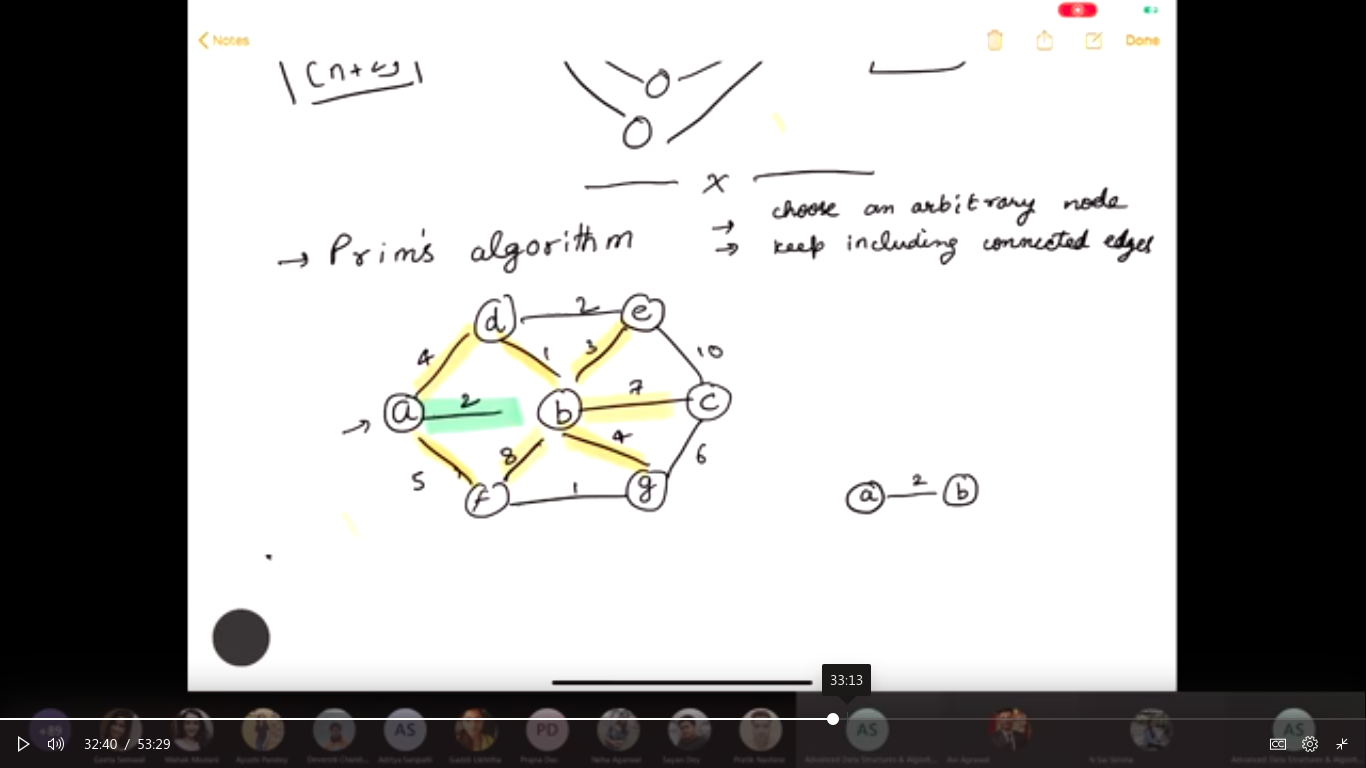 Notes
Done
x
choose an arbitrary node
→ Prim's algorithm → → keep including connected edges
d 2 e
4 1 3 10
a 2 b 7 c
8 4 6
5 f 1 g
a 2 b
33:13
AS PD AS AS
32:40 / 53:29
CC